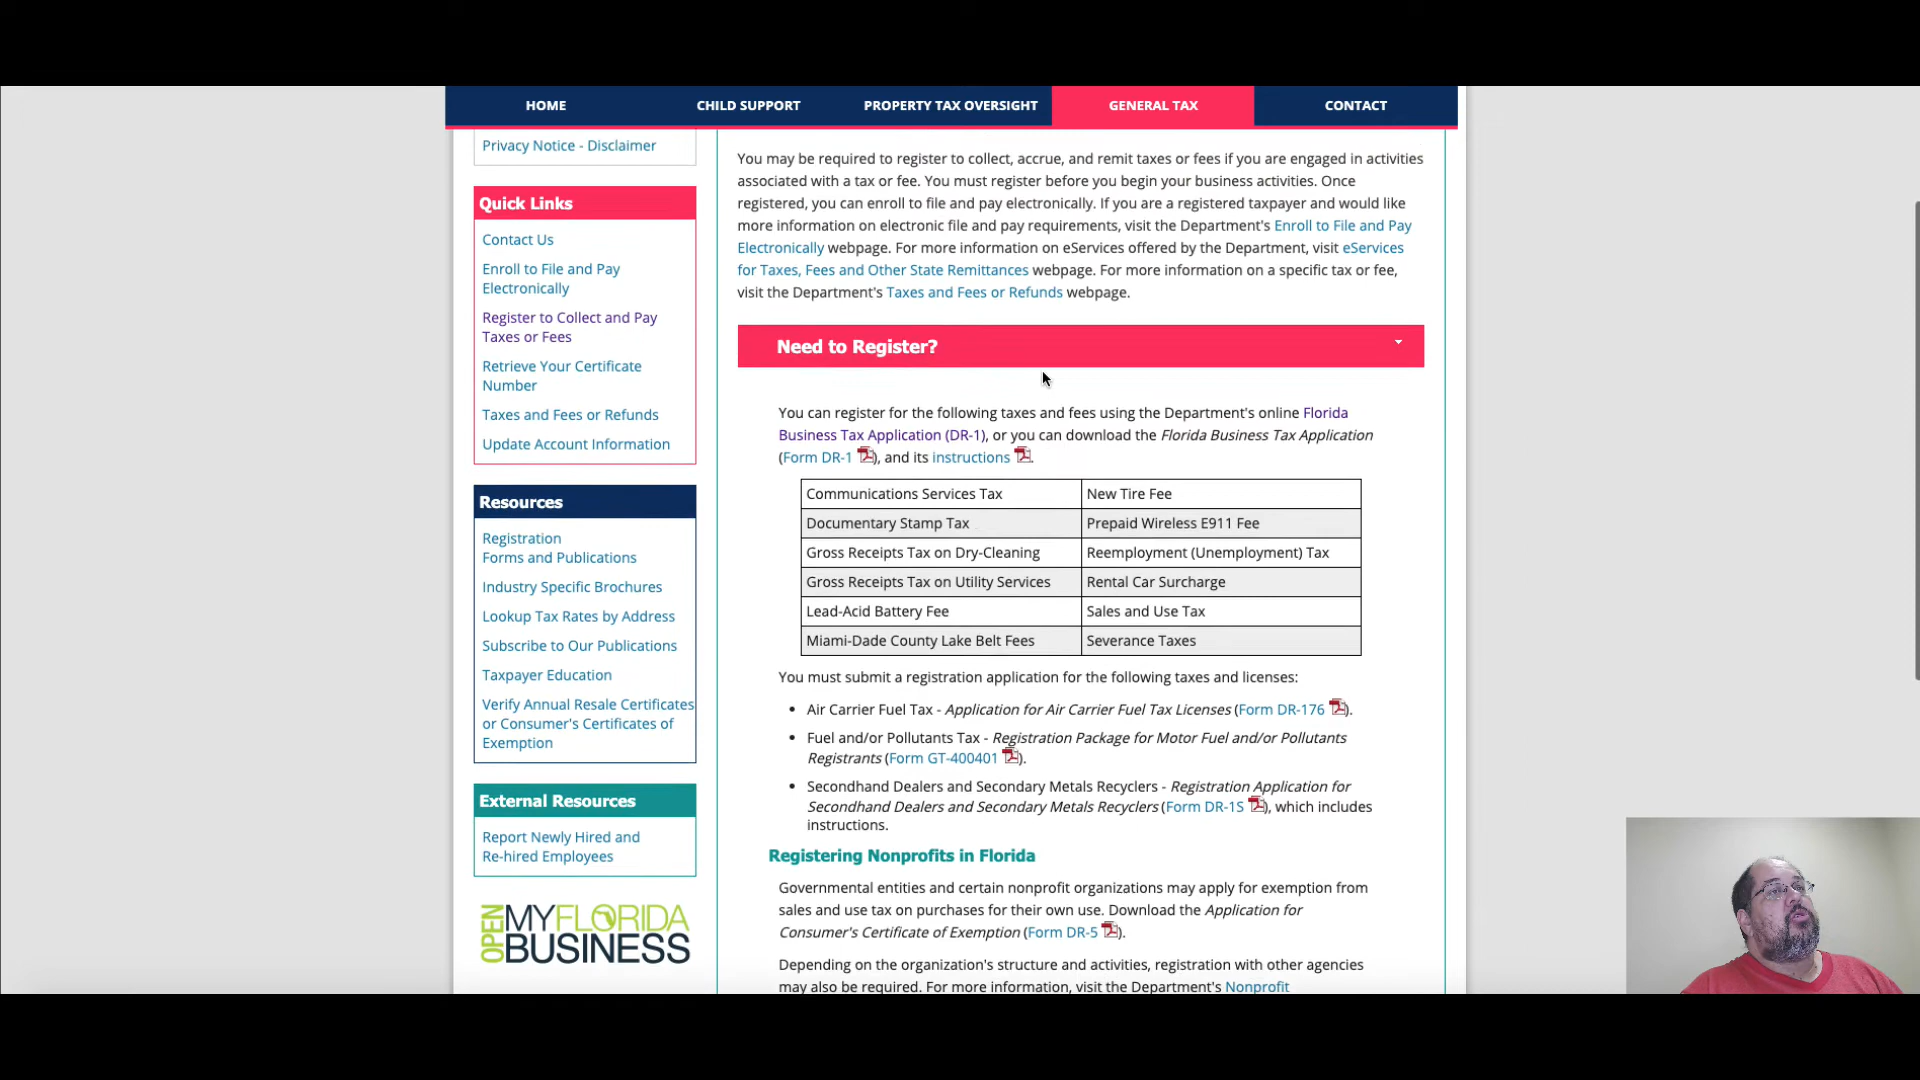 HOME CHILD SUPPORT PROPERTY TAX OVERSIGHT GENERAL TAX CONTACT
Privacy Notice - Disclaimer
Quick Links
Contact Us
Enroll to File and Pay
Electronically
Register to Collect and Pay
Taxes or Fees
Retrieve Your Certificate
Number
Taxes and Fees or Refunds
Update Account Information
Resources
Registration
Forms and Publications
Industry Specific Brochures
Lookup Tax Rates by Address
Subscribe to Our Publications
Taxpayer Education
Verify Annual Resale Certificates
or Consumer's Certificates of
Exemption
External Resources
Report Newly Hired and
Re-hired Employees
OPEN
MYFLORIDA
BUSINESS
You may be required to register to collect, accrue, and remit taxes or fees if you are engaged in activities
associated with a tax or fee. You must register before you begin your business activities. Once
registered, you can enroll to file and pay electronically. If you are a registered taxpayer and would like
more information on electronic file and pay requirements, visit the Department's Enroll to File and Pay
Electronically webpage. For more information on eServices offered by the Department, visit eServices
for Taxes, Fees and Other State Remittances webpage. For more information on a specific tax or fee,
visit the Department's Taxes and Fees or Refunds webpage.
Need to Register?
You can register for the following taxes and fees using the Department's online Florida
Business Tax Application (DR-1), or you can download the Florida Business Tax Application
(Form DR-1 ), and its instructions .
Communications Services Tax New Tire Fee
Documentary Stamp Tax Prepaid Wireless E911 Fee
Gross Receipts Tax on Dry-Cleaning Reemployment (Unemployment) Tax
Gross Receipts Tax on Utility Services Rental Car Surcharge
Lead-Acid Battery Fee Sales and Use Tax
Miami-Dade County Lake Belt Fees Severance Taxes
You must submit a registration application for the following taxes and licenses:
• Air Carrier Fuel Tax - Application for Air Carrier Fuel Tax Licenses (Form DR-176 ).
• Fuel and/or Pollutants Tax - Registration Package for Motor Fuel and/or Pollutants
Registrants (Form GT-400401 ).
• Secondhand Dealers and Secondary Metals Recyclers - Registration Application for
Secondhand Dealers and Secondary Metals Recyclers (Form DR-1S ), which includes
instructions.
Registering Nonprofits in Florida
Governmental entities and certain nonprofit organizations may apply for exemption from
sales and use tax on purchases for their own use. Download the Application for
Consumer's Certificate of Exemption (Form DR-5 ).
Depending on the organization's structure and activities, registration with other agencies
may also be required. For more information, visit the Department's Nonprofit